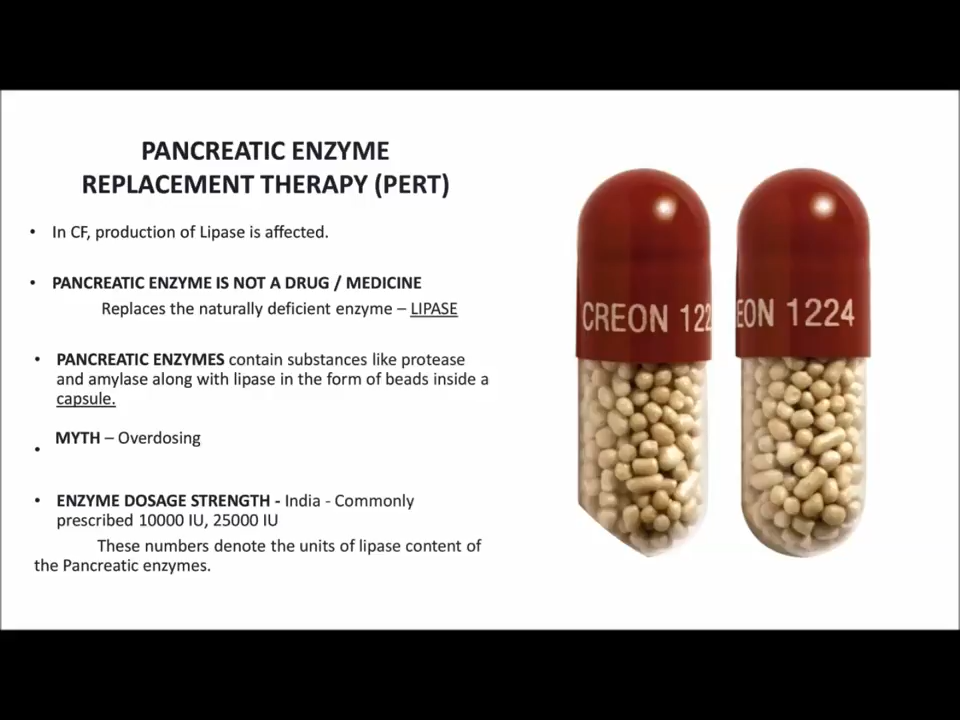 PANCREATIC ENZYME
REPLACEMENT THERAPY (PERT)
• In CF, production of Lipase is affected.
• PANCREATIC ENZYME IS NOT A DRUG / MEDICINE
Replaces the naturally deficient enzyme – LIPASE
• PANCREATIC ENZYMES contain substances like protease
and amylase along with lipase in the form of beads inside a
capsule.
• MYTH – Overdosing
• ENZYME DOSAGE STRENGTH - India - Commonly
prescribed 10000 IU, 25000 IU
These numbers denote the units of lipase content of
the Pancreatic enzymes.
CREON 122
EON 1224